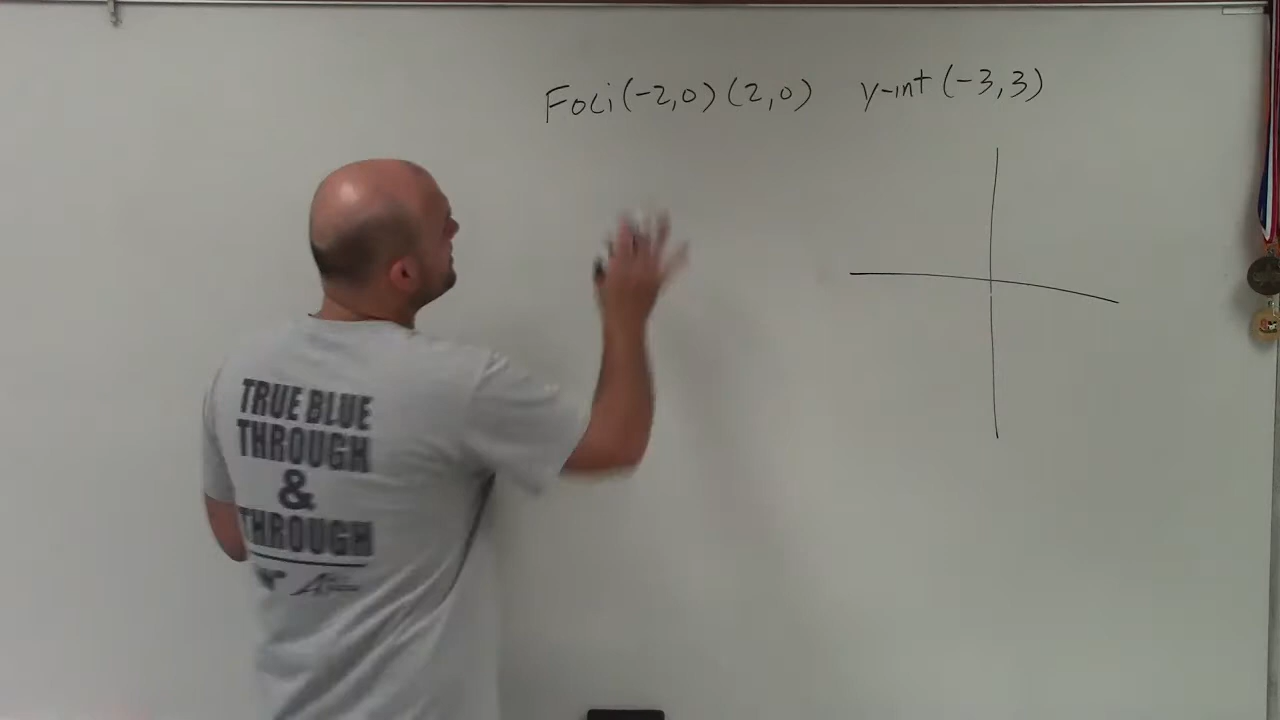 Foci (-2,0) (2,0) y-int (-3,3)
TRUE BLUE
THROUGH
&
THROUGH